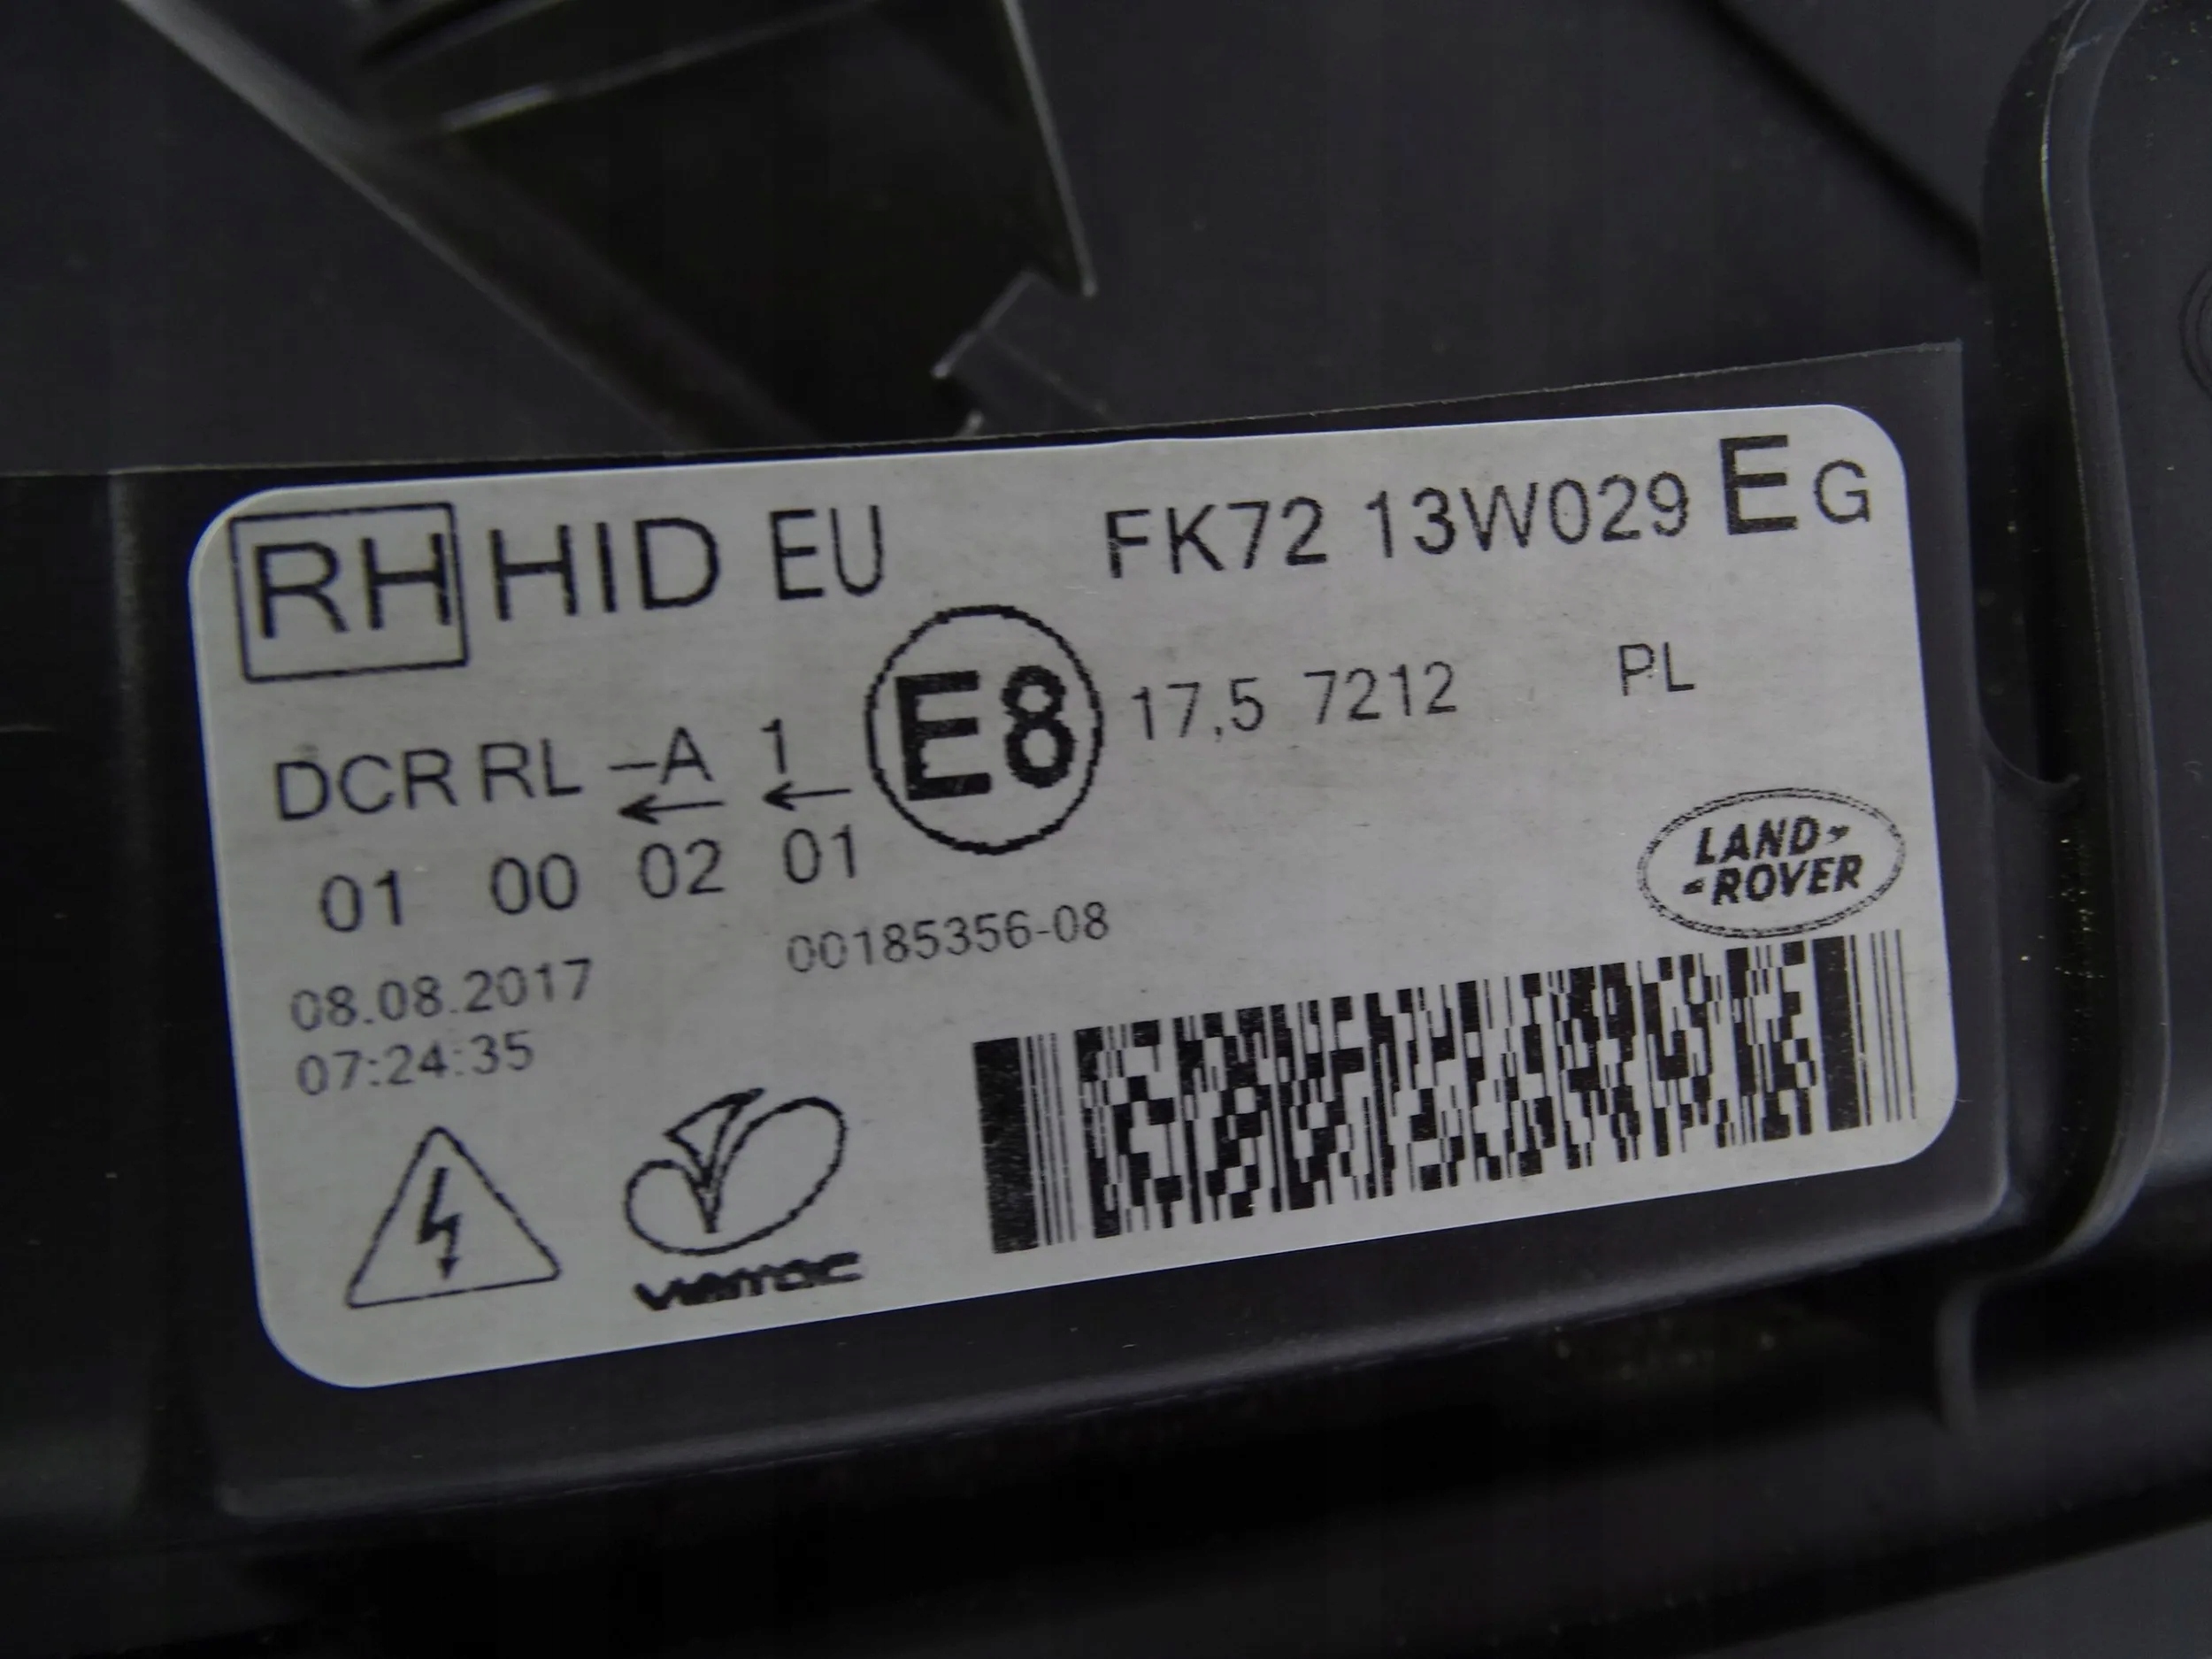 RH HID EU FK72 13W029 E G
DCR RL -A 1 E8 17,5 7212 PL
01 00 02 01
LAND-
-ROVER
00185356-08
08.08.2017
07:24:35